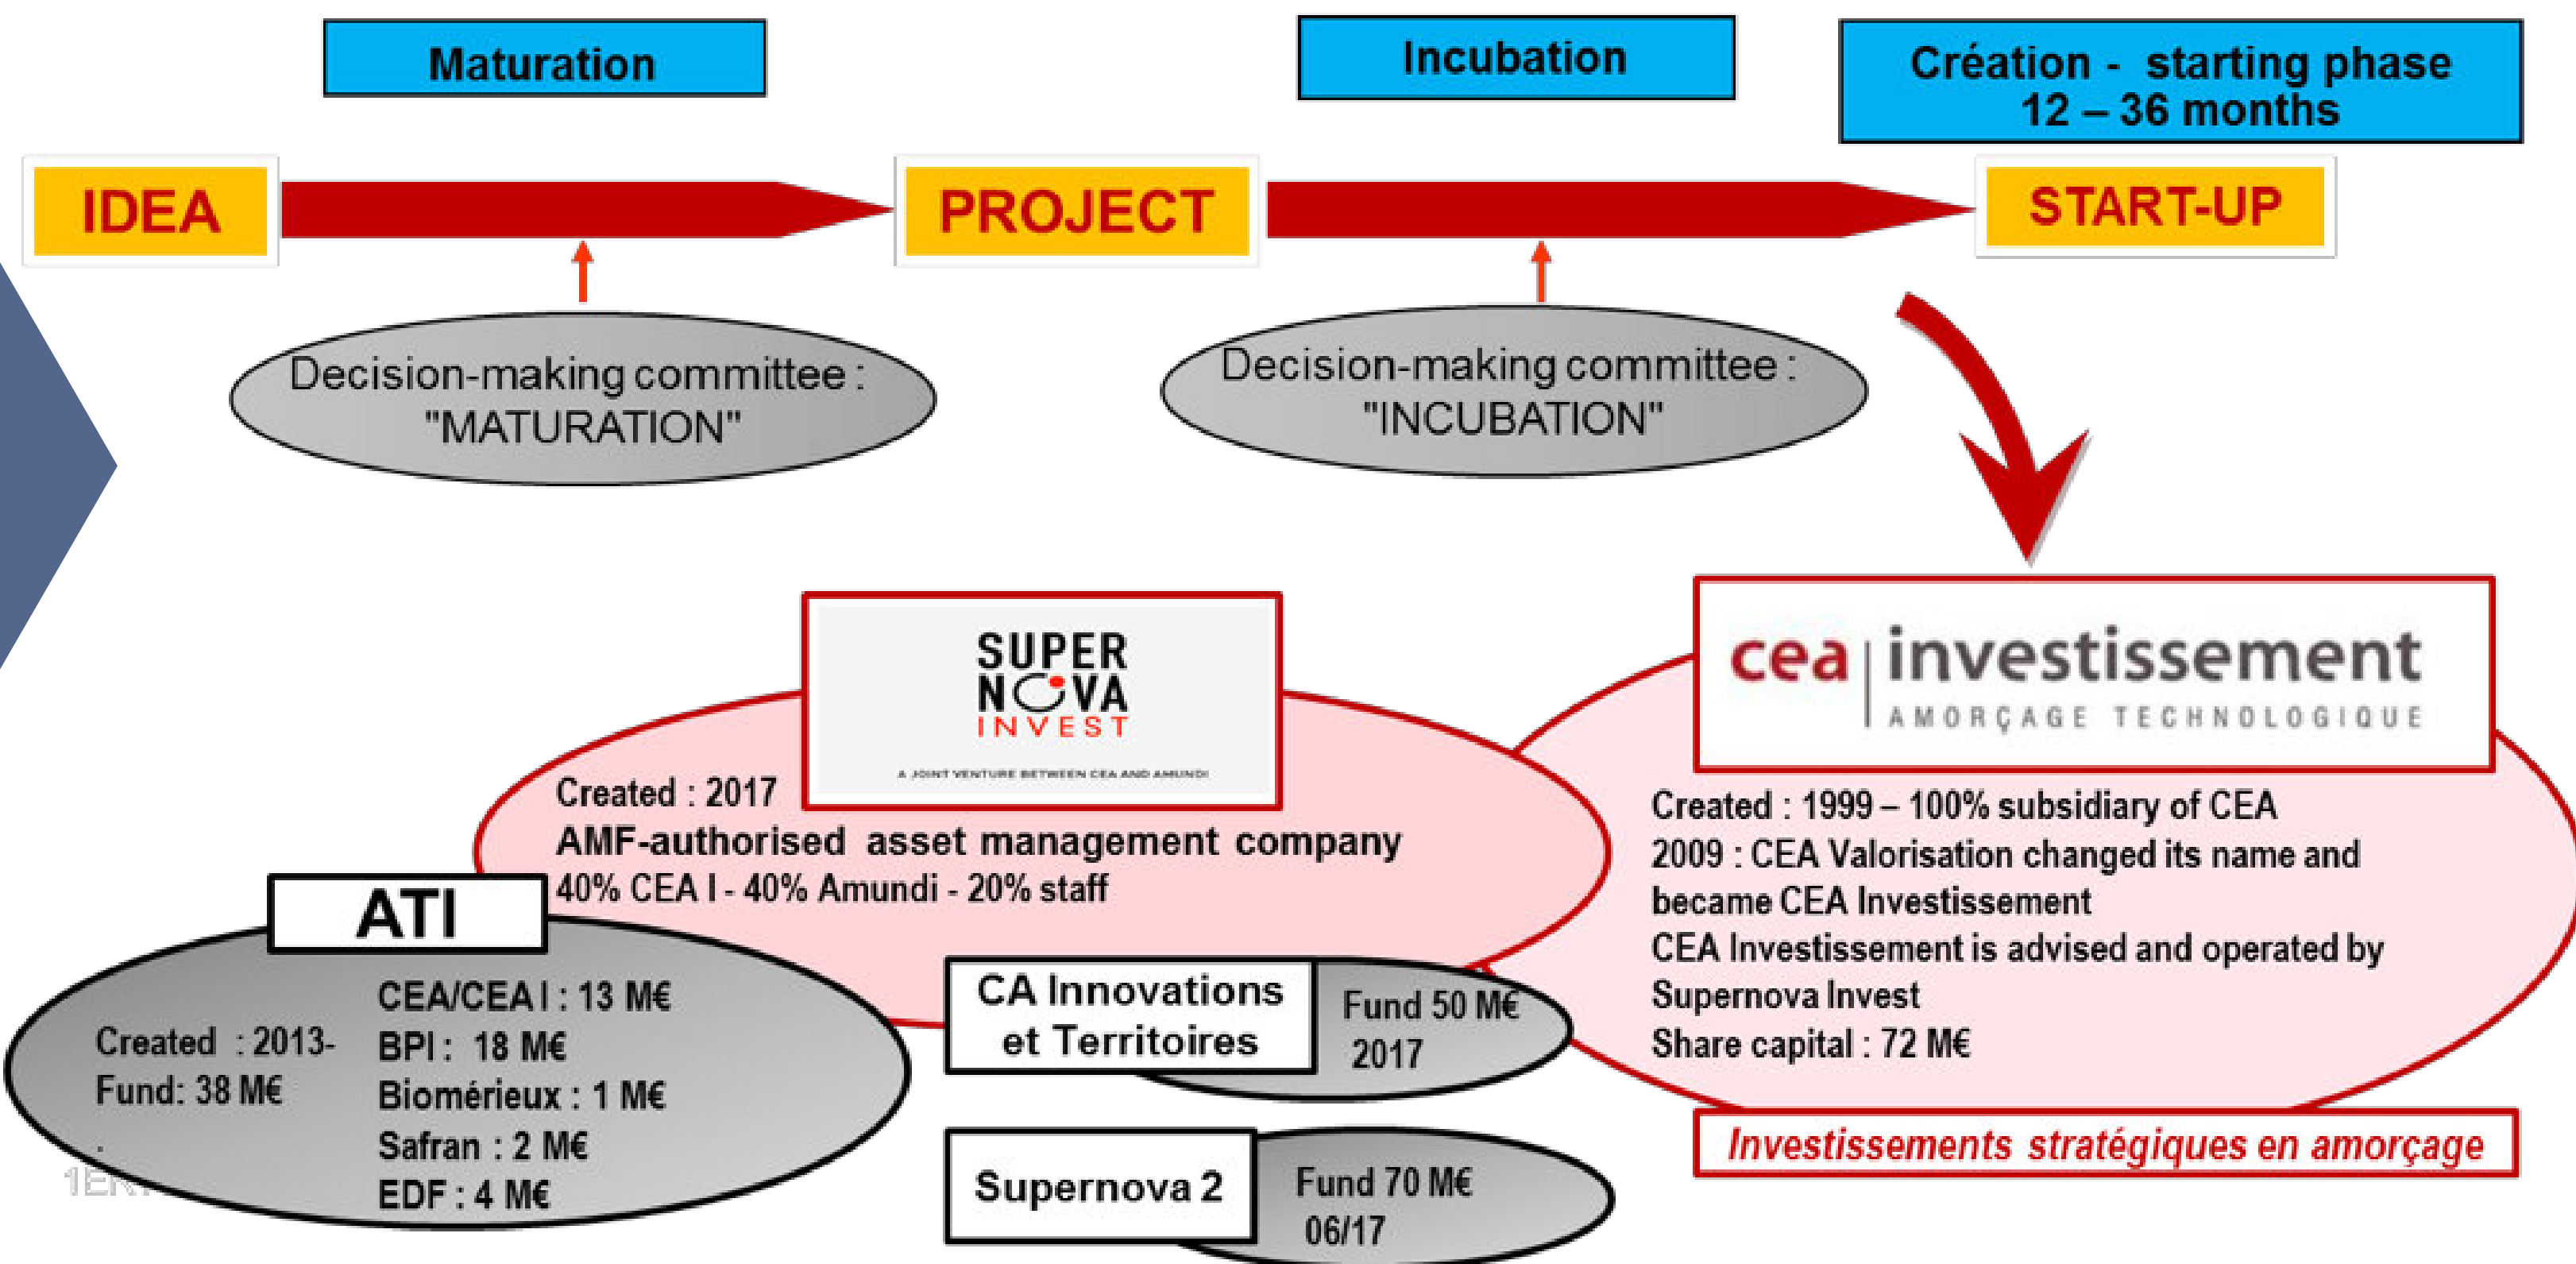 Maturation
Incubation
Création - starting phase
12 – 36 months
IDEA
PROJECT
START-UP
Decision-making committee :
"MATURATION"
Decision-making committee :
"INCUBATION"
SUPER
NOVA
INVEST
A JOINT VENTURE BETWEEN CEA AND AMUNDI
Created : 2017
AMF-authorised asset management company
40% CEA I - 40% Amundi - 20% staff
cea investissement
AMORÇAGE TECHNOLOGIQUE
Created : 1999 – 100% subsidiary of CEA
2009 : CEA Valorisation changed its name and
became CEA Investissement
CEA Investissement is advised and operated by
Supernova Invest
Share capital : 72 M€
Investissements stratégiques en amorçage
ATI
Created : 2013-
Fund: 38 M€
.
CEA/CEA I : 13 M€
BPI : 18 M€
Biomérieux : 1 M€
Safran : 2 M€
EDF : 4 M€
CA Innovations
et Territoires
Fund 50 M€
2017
Supernova 2
Fund 70 M€
06/17